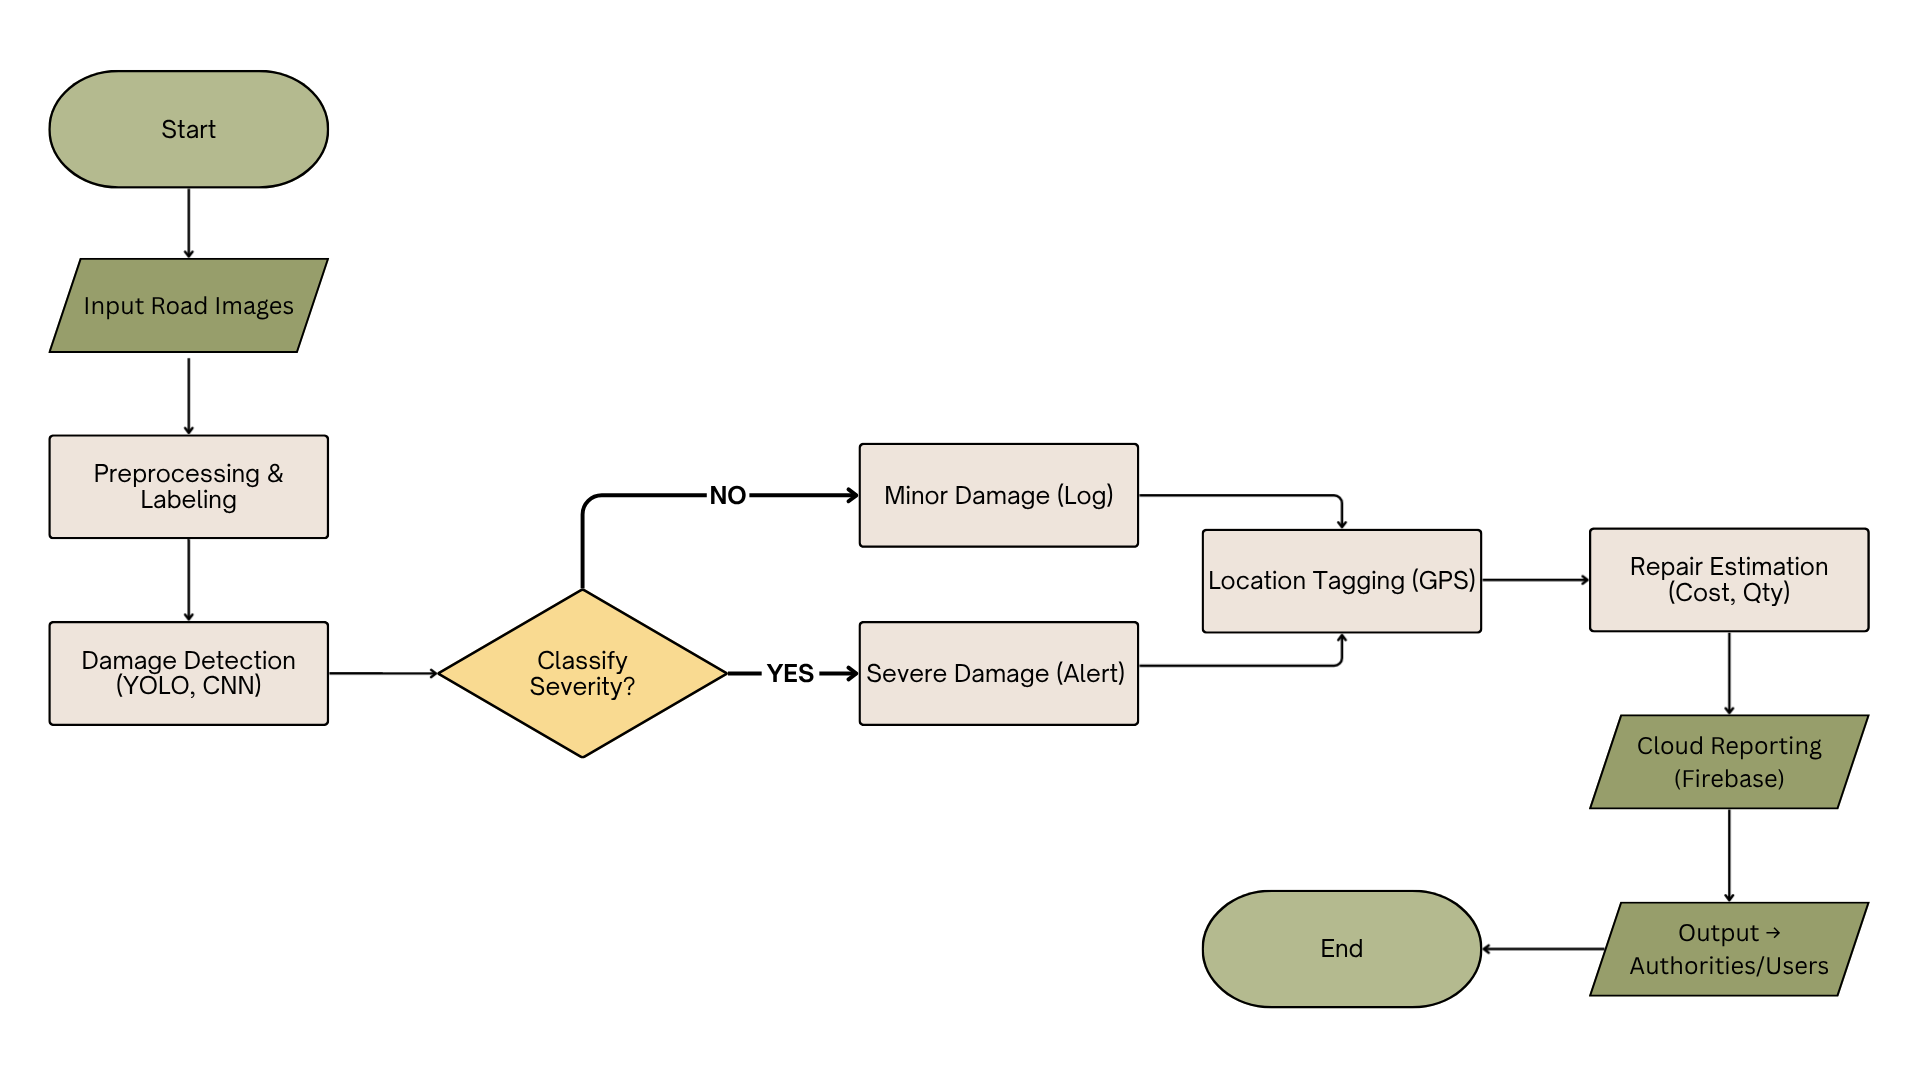 Start
Input Road Images
Preprocessing &
Labeling
Damage Detection
(YOLO, CNN)
Classify
Severity?
NO
YES
Minor Damage (Log)
Severe Damage (Alert)
Location Tagging (GPS)
Repair Estimation
(Cost, Qty)
Cloud Reporting
(Firebase)
Output →
Authorities/Users
End